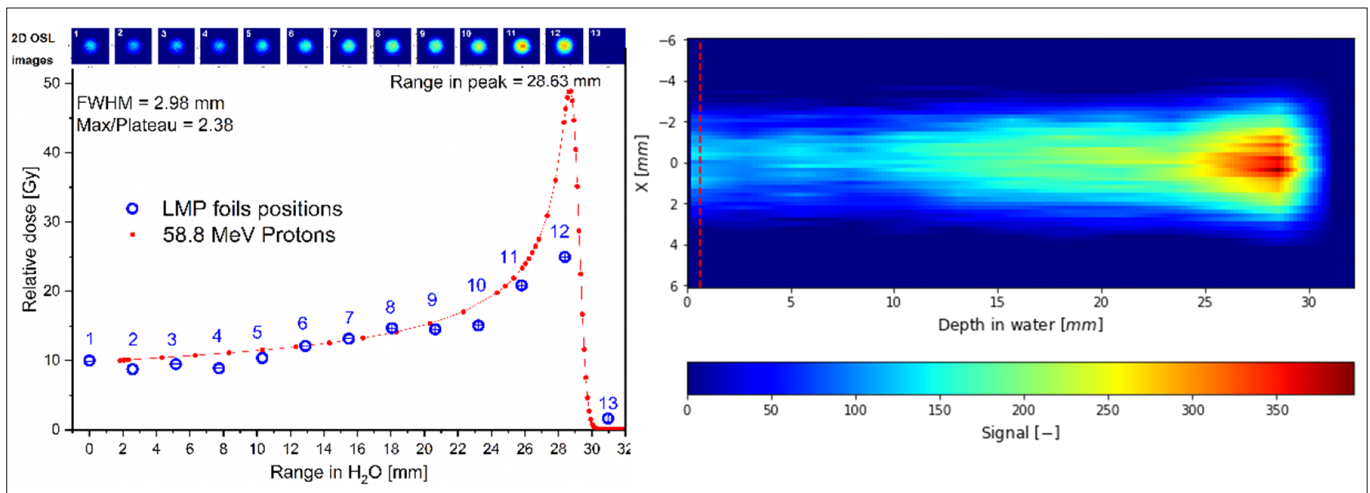 2D OSL
images
1 2 3 4 5 6 7 8 9 10 11 12 13
Range in peak = 28.63 mm
FWHM = 2.98 mm
Max/Plateau = 2.38
LMP foils positions
58.8 MeV Protons
1 2 3 4 5 6 7 8 9 10 11 12 13
Relative dose [Gy]
50
40
30
20
10
0
0 2 4 6 8 10 12 14 16 18 20 22 24 26 28 30 32
Range in H₂O [mm]
X [mm]
−6
−4
−2
0
2
4
6
0 5 10 15 20 25 30
Depth in water [mm]
0 50 100 150 200 250 300 350
Signal [−]